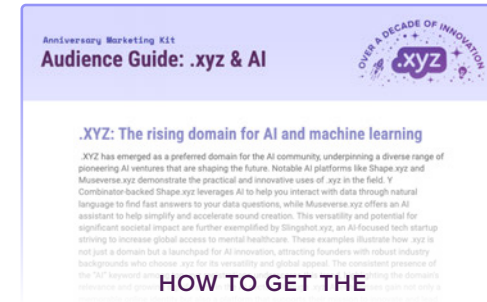 Anniversary Marketing Kit
Audience Guide: .xyz & AI
OVER A DECADE OF INNOVATION
.xyz
.XYZ: The rising domain for AI and machine learning
.XYZ has emerged as a preferred domain for the AI community, underpinning a diverse range of
pioneering AI ventures that are shaping the future. Notable AI platforms like Shape.xyz and
Museverse.xyz demonstrate the practical and innovative uses of .xyz in the field. Y
Combinator-backed Shape.xyz leverages AI to help you interact with data through natural
language to find fast answers to your data questions, while Museverse.xyz offers an AI
assistant to help simplify and accelerate sound creation. This versatility and potential for
significant societal impact are further exemplified by Slingshot.xyz, an AI-focused tech startup
striving to increase global access to mental healthcare. These examples illustrate how .xyz is
not just a domain but a launchpad for AI innovation, attracting founders with robust industry
backgrounds who choose .xyz for its versatility and global appeal. The consistent presence of
the "AI" keyword
HOW TO GET THE